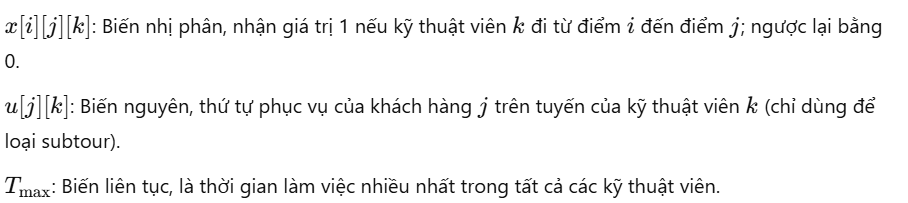 x[i][j][k]: Biến nhị phân, nhận giá trị 1 nếu kỹ thuật viên k đi từ điểm i đến điểm j; ngược lại bằng
0.
u[j][k]: Biến nguyên, thứ tự phục vụ của khách hàng j trên tuyến của kỹ thuật viên k (chỉ dùng để
loại subtour).
T_max: Biến liên tục, là thời gian làm việc nhiều nhất trong tất cả các kỹ thuật viên.